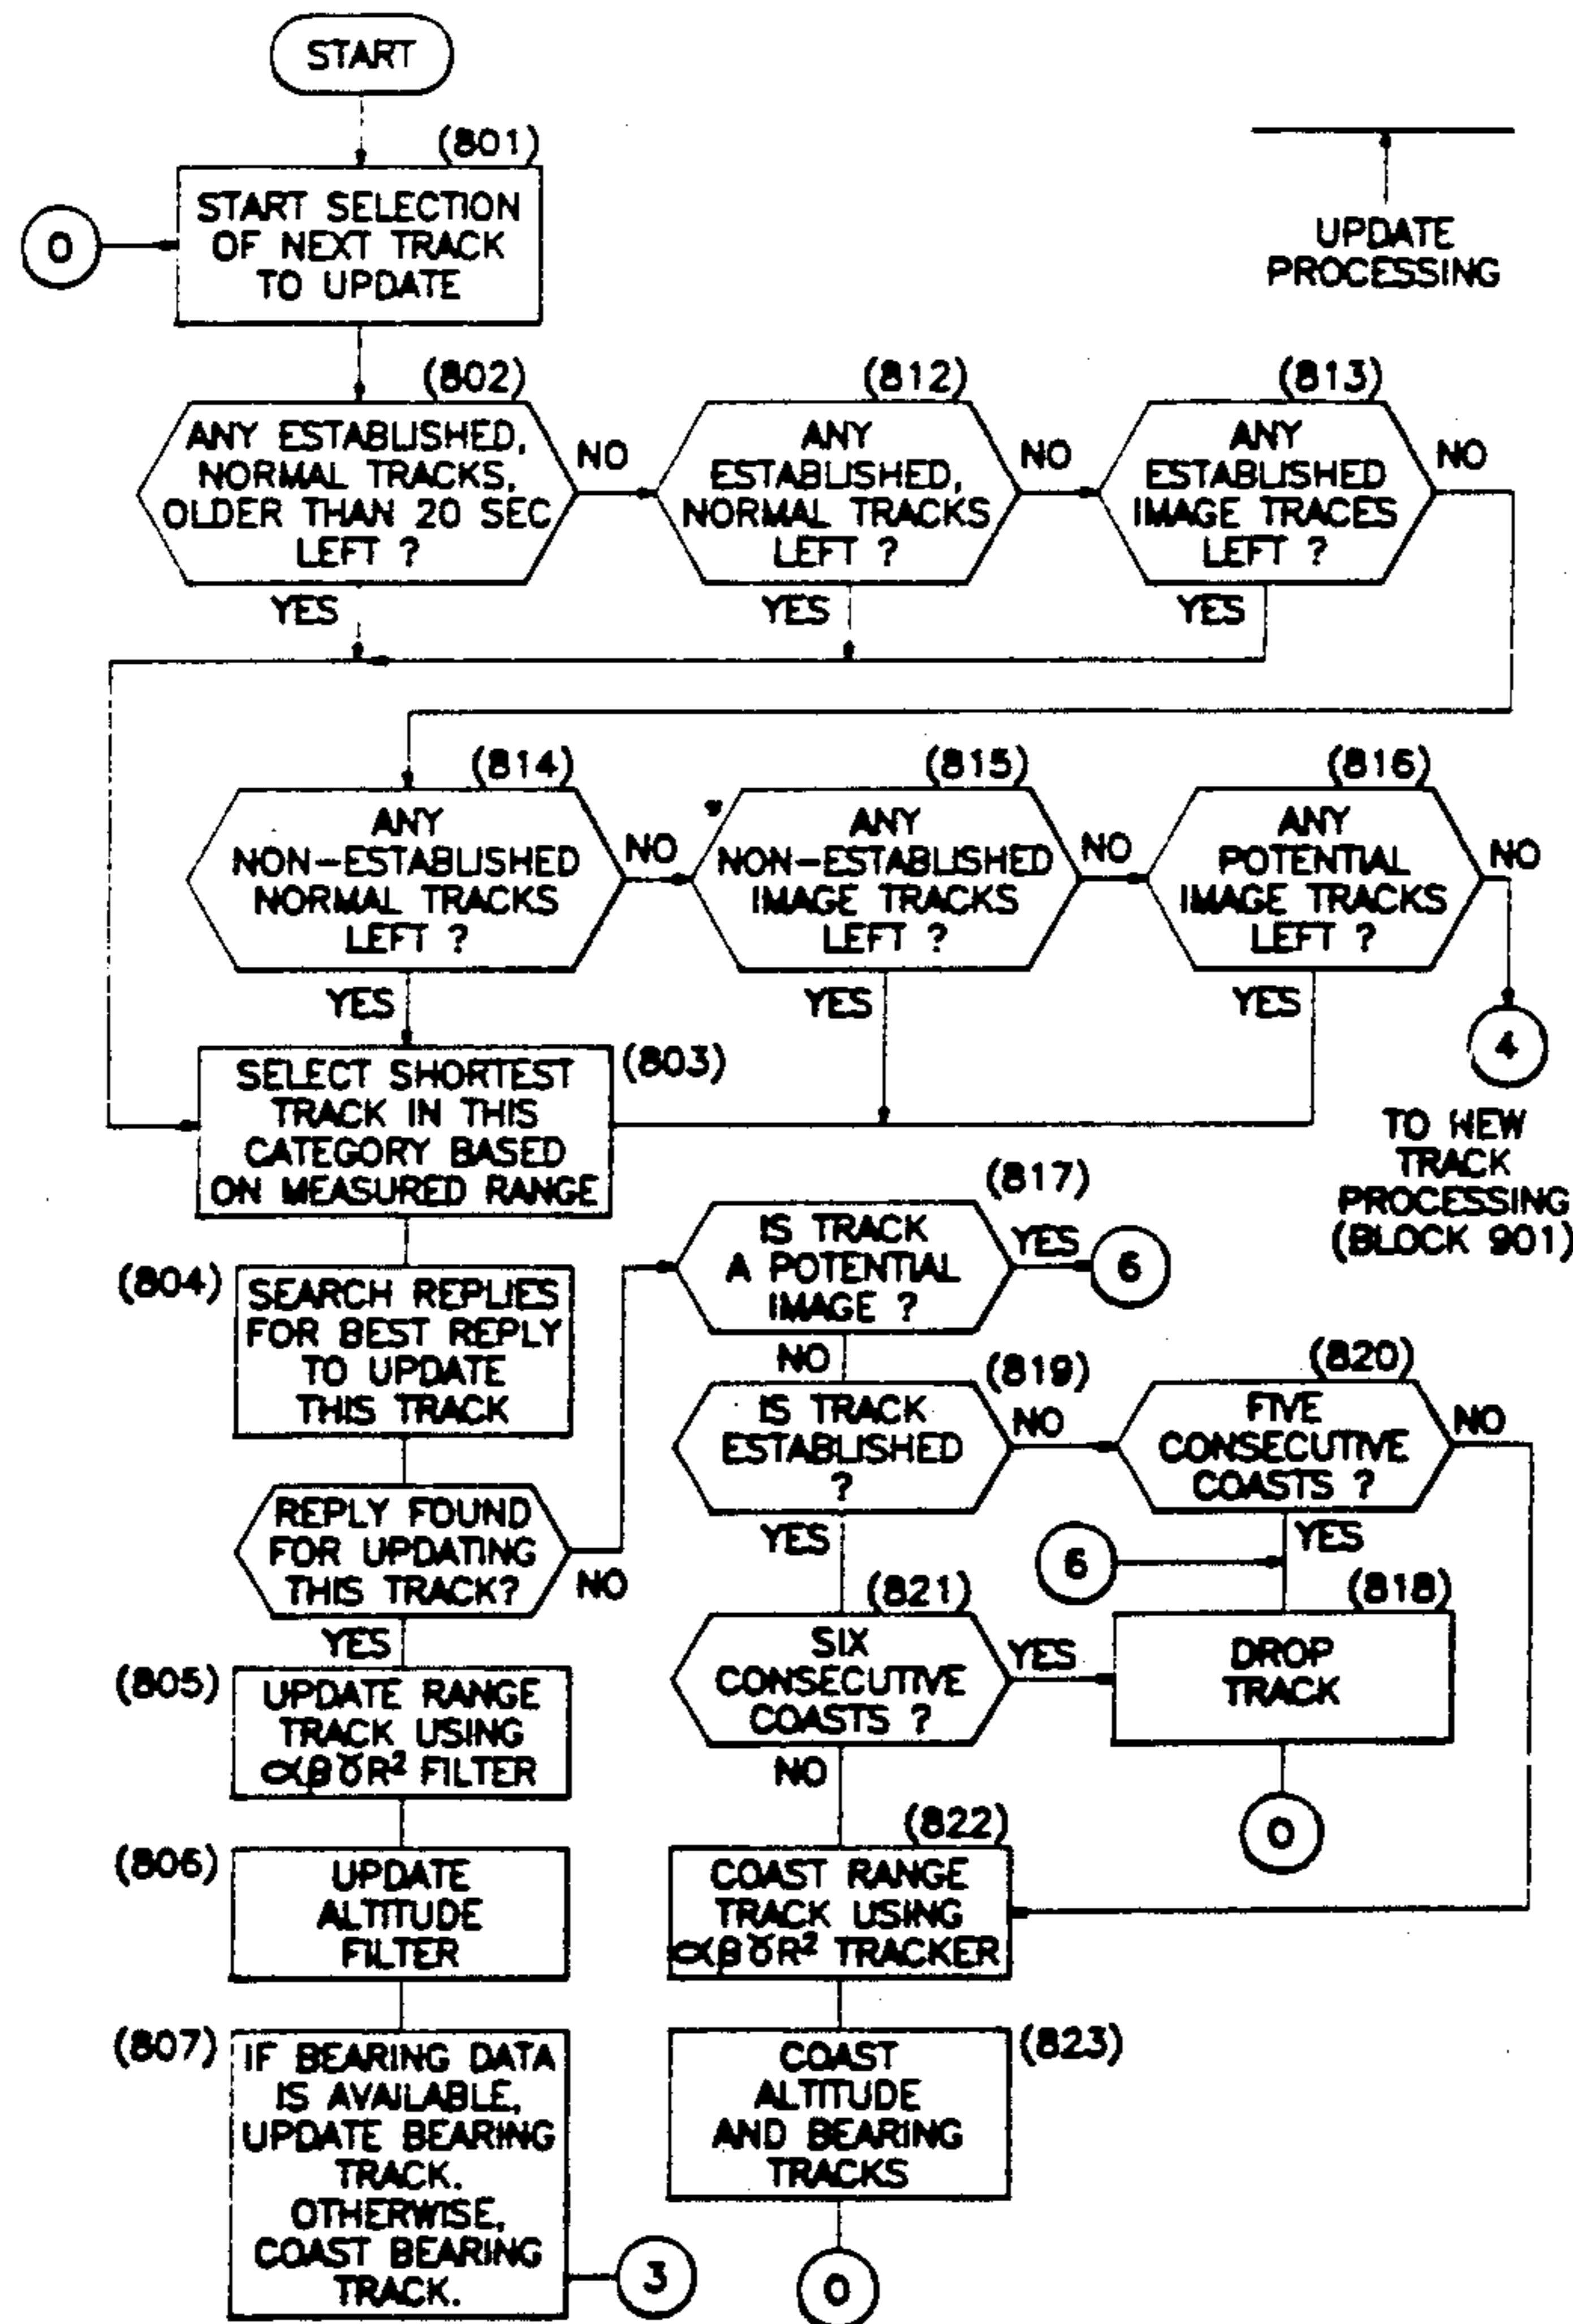 START
(801)
START SELECTION
OF NEXT TRACK
TO UPDATE
0
UPDATE
PROCESSING
(802)
ANY ESTABLISHED,
NORMAL TRACKS,
OLDER THAN 20 SEC
LEFT ?
NO
YES
(812)
ANY
ESTABLISHED,
NORMAL TRACKS
LEFT ?
NO
YES
(813)
ANY
ESTABLISHED
IMAGE TRACES
LEFT ?
NO
YES
(814)
ANY
NON-ESTABLISHED
NORMAL TRACKS
LEFT ?
NO
YES
(815)
ANY
NON-ESTABLISHED
IMAGE TRACKS
LEFT ?
NO
YES
(816)
ANY
POTENTIAL
IMAGE TRACKS
LEFT ?
NO
YES
4
TO NEW
TRACK
PROCESSING
(BLOCK 901)
(803)
SELECT SHORTEST
TRACK IN THIS
CATEGORY BASED
ON MEASURED RANGE
(804)
SEARCH REPLIES
FOR BEST REPLY
TO UPDATE
THIS TRACK
REPLY FOUND
FOR UPDATING
THIS TRACK?
NO
YES
(805)
UPDATE RANGE
TRACK USING
αβγR² FILTER
(806)
UPDATE
ALTITUDE
FILTER
(807)
IF BEARING DATA
IS AVAILABLE,
UPDATE BEARING
TRACK.
OTHERWISE,
COAST BEARING
TRACK.
3
(817)
IS TRACK
A POTENTIAL
IMAGE ?
YES
6
NO
(819)
IS TRACK
ESTABLISHED
?
NO
YES
(820)
FIVE
CONSECUTIVE
COASTS ?
NO
YES
6
(821)
SIX
CONSECUTIVE
COASTS ?
YES
NO
(818)
DROP
TRACK
0
(822)
COAST RANGE
TRACK USING
αβγR² TRACKER
(823)
COAST
ALTITUDE
AND BEARING
TRACKS
0